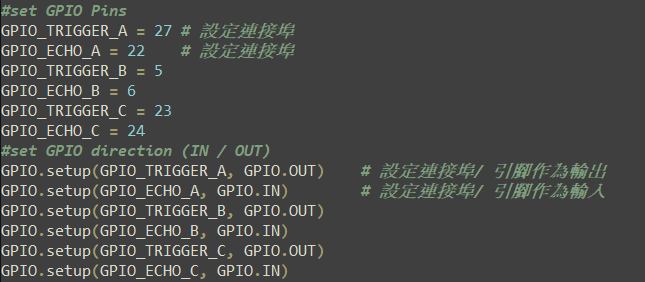 #set GPIO Pins
GPIO_TRIGGER_A = 27 # 設定連接埠
GPIO_ECHO_A = 22    # 設定連接埠
GPIO_TRIGGER_B = 5
GPIO_ECHO_B = 6
GPIO_TRIGGER_C = 23
GPIO_ECHO_C = 24
#set GPIO direction (IN / OUT)
GPIO.setup(GPIO_TRIGGER_A, GPIO.OUT)    # 設定連接埠/ 引腳作為輸出
GPIO.setup(GPIO_ECHO_A, GPIO.IN)        # 設定連接埠/ 引腳作為輸入
GPIO.setup(GPIO_TRIGGER_B, GPIO.OUT)
GPIO.setup(GPIO_ECHO_B, GPIO.IN)
GPIO.setup(GPIO_TRIGGER_C, GPIO.OUT)
GPIO.setup(GPIO_ECHO_C, GPIO.IN)